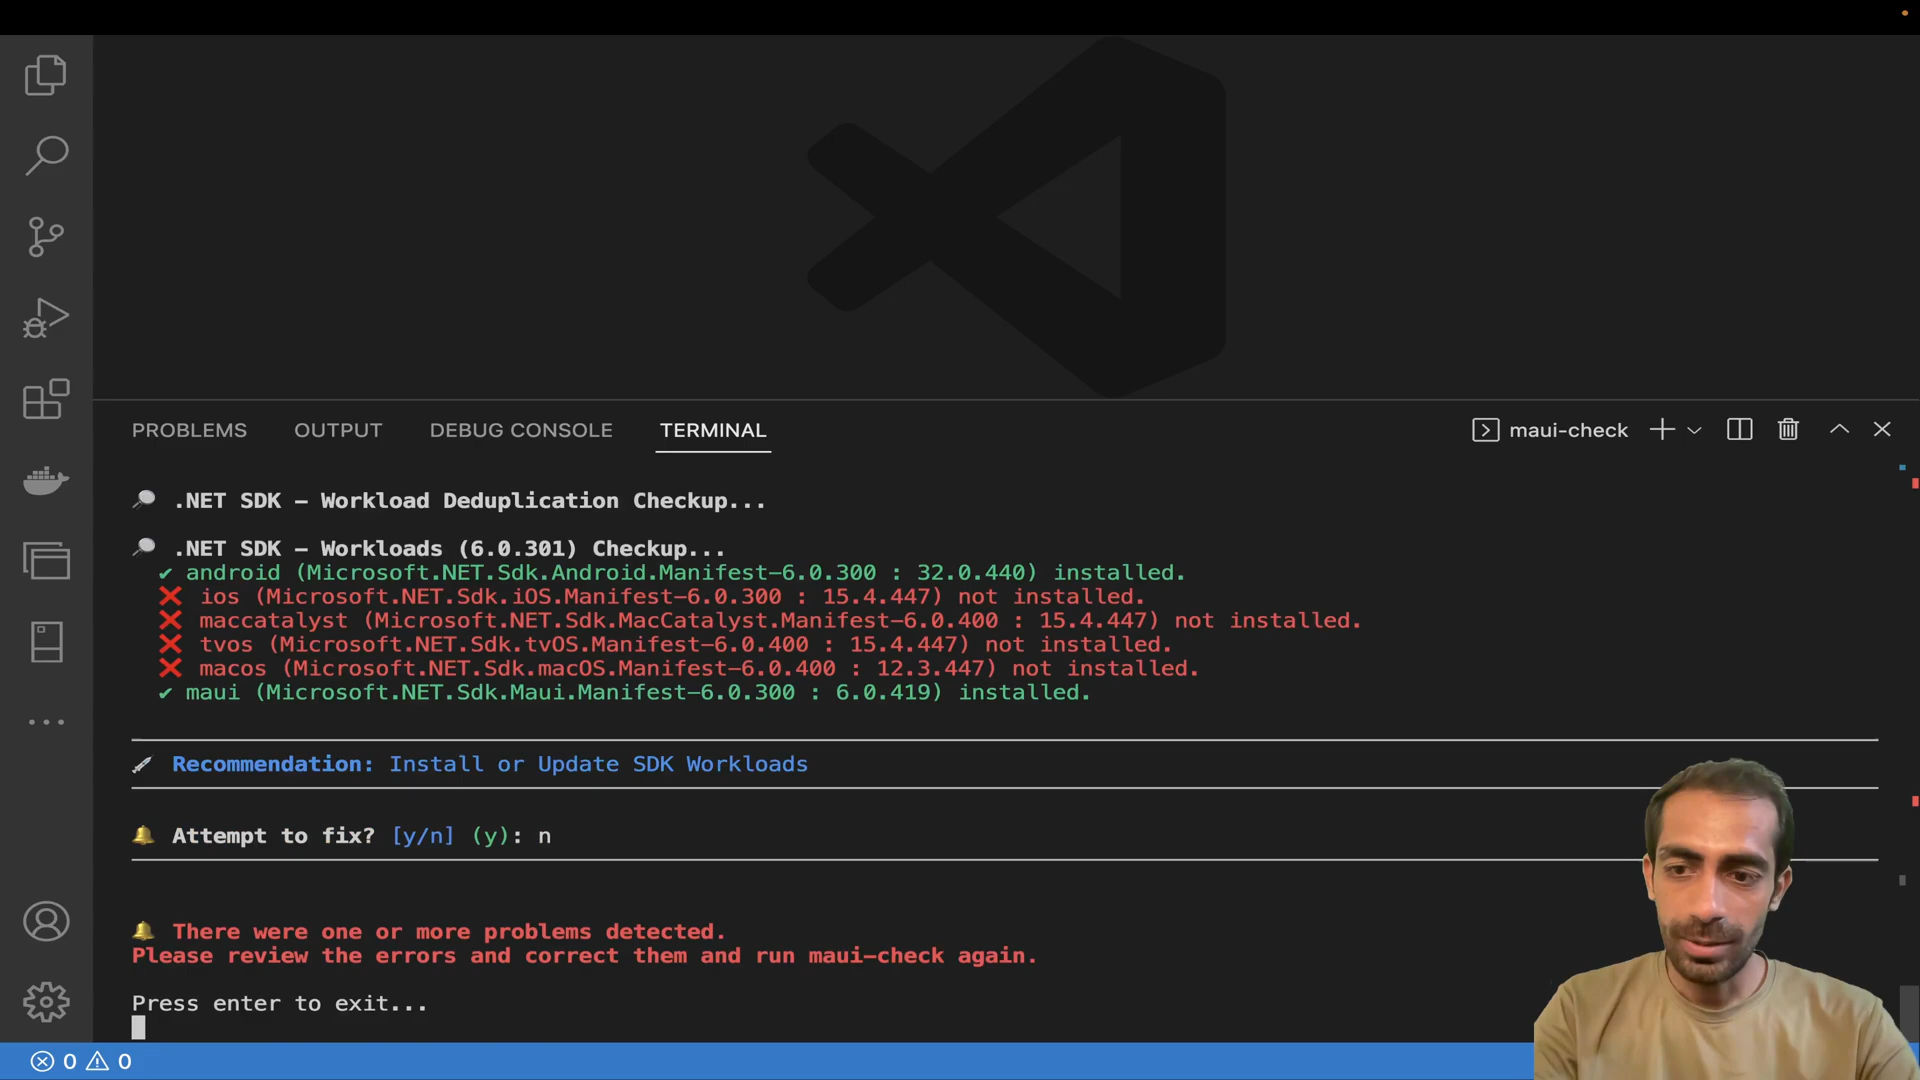 PROBLEMS OUTPUT DEBUG CONSOLE TERMINAL maui-check
.NET SDK – Workload Deduplication Checkup...
.NET SDK – Workloads (6.0.301) Checkup...
✔ android (Microsoft.NET.Sdk.Android.Manifest–6.0.300 : 32.0.440) installed.
❌ ios (Microsoft.NET.Sdk.iOS.Manifest–6.0.300 : 15.4.447) not installed.
❌ maccatalyst (Microsoft.NET.Sdk.MacCatalyst.Manifest–6.0.400 : 15.4.447) not installed.
❌ tvos (Microsoft.NET.Sdk.tvOS.Manifest–6.0.400 : 15.4.447) not installed.
❌ macos (Microsoft.NET.Sdk.macOS.Manifest–6.0.400 : 12.3.447) not installed.
✔ maui (Microsoft.NET.Sdk.Maui.Manifest–6.0.300 : 6.0.419) installed.
Recommendation: Install or Update SDK Workloads
Attempt to fix? [y/n] (y): n
There were one or more problems detected.
Please review the errors and correct them and run maui–check again.
Press enter to exit...
0 0